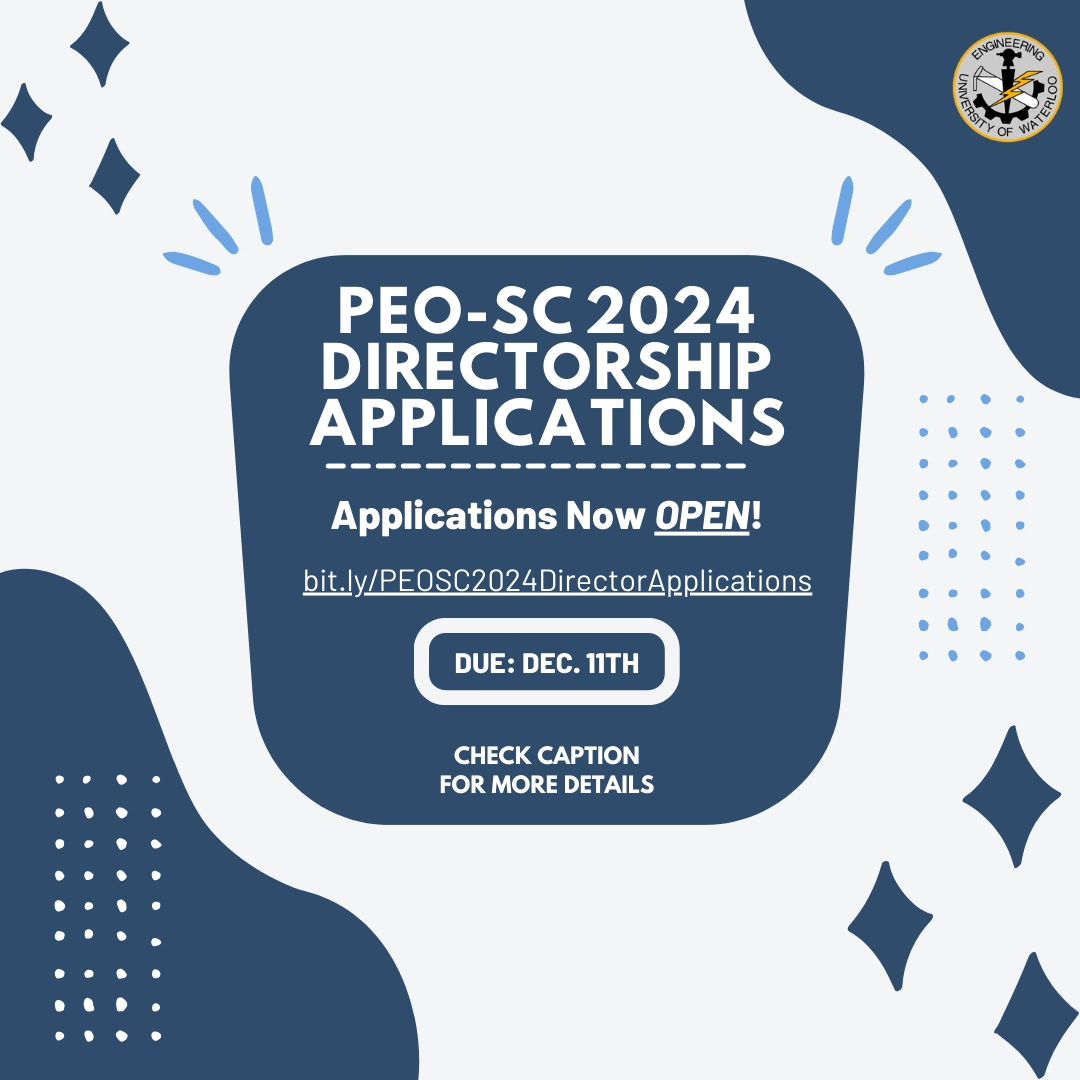 ENGINEERING
UNIVERSITY OF WATERLOO
PEO-SC 2024
DIRECTORSHIP
APPLICATIONS
Applications Now OPEN!
bit.ly/PEOSC2024DirectorApplications
DUE: DEC. 11TH
CHECK CAPTION
FOR MORE DETAILS